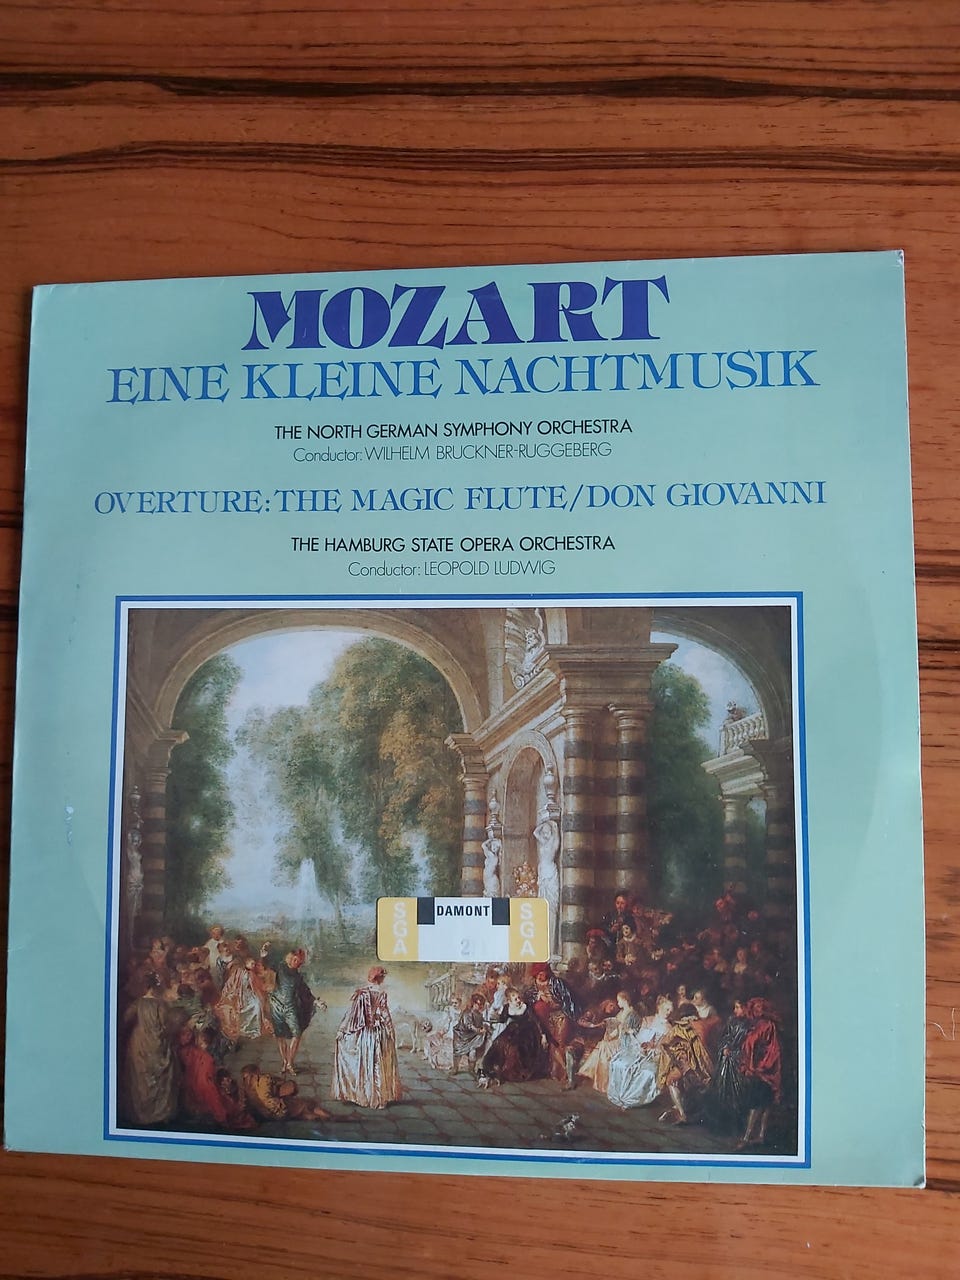 MOZART
EINE KLEINE NACHTMUSIK
THE NORTH GERMAN SYMPHONY ORCHESTRA
Conductor: WILHELM BRUCKNER-RUGGEBERG
OVERTURE: THE MAGIC FLUTE/DON GIOVANNI
THE HAMBURG STATE OPERA ORCHESTRA
Conductor: LEOPOLD LUDWIG
SGA DAMONT SGA
2